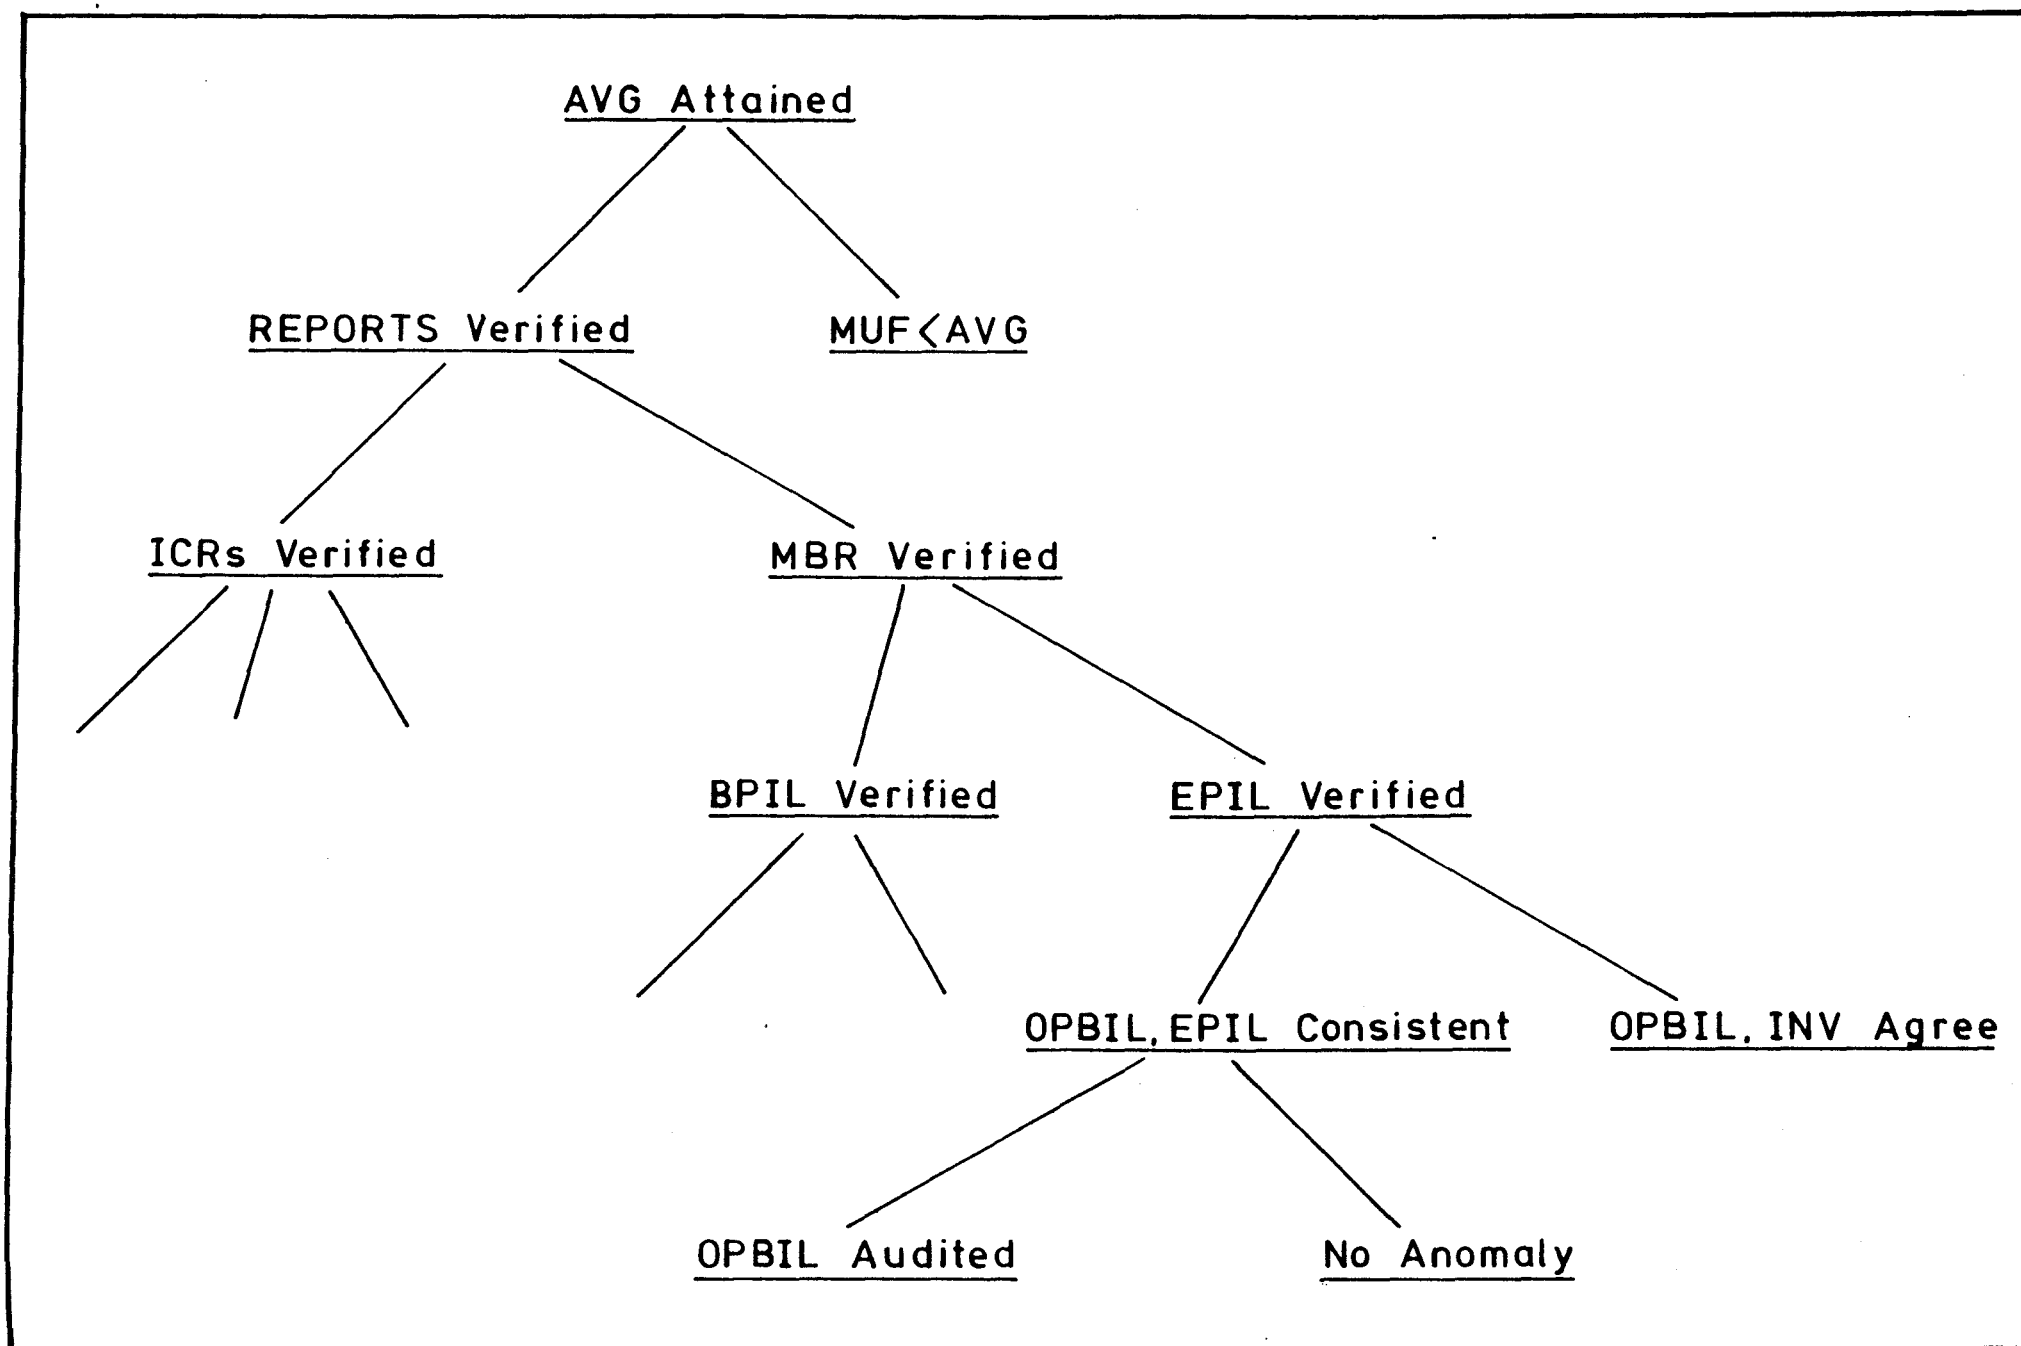 AVG Attained
REPORTS Verified
MUF<AVG
ICRs Verified
MBR Verified
BPIL Verified
EPIL Verified
OPBIL, EPIL Consistent
OPBIL, INV Agree
OPBIL Audited
No Anomaly